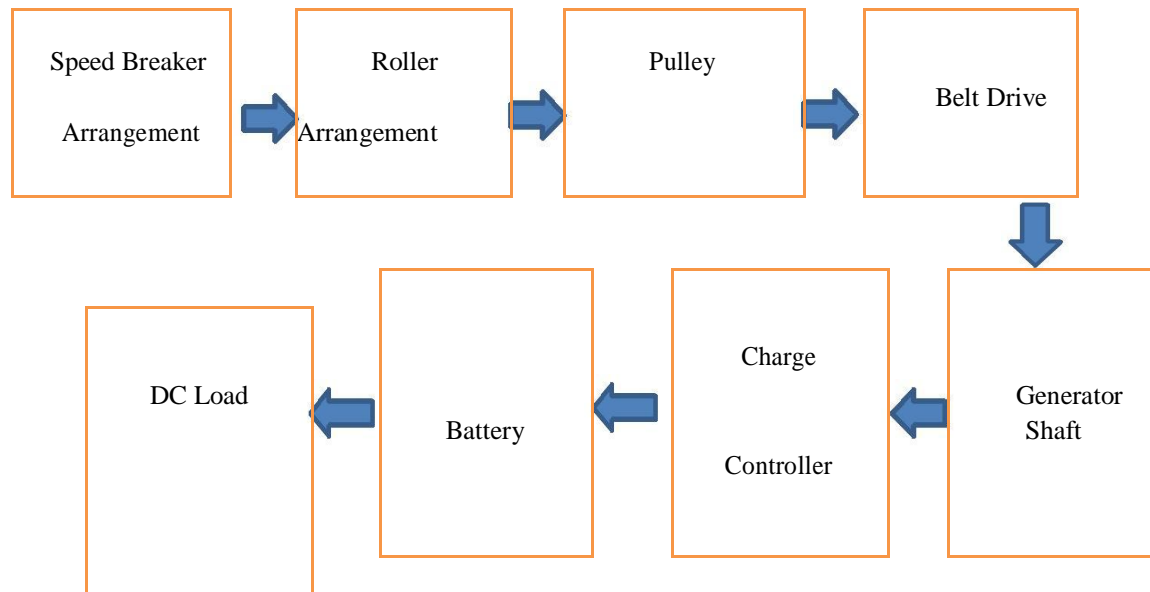 Speed Breaker
Arrangement
Roller
Arrangement
Pulley
Belt Drive
Generator
Shaft
Charge
Controller
Battery
DC Load